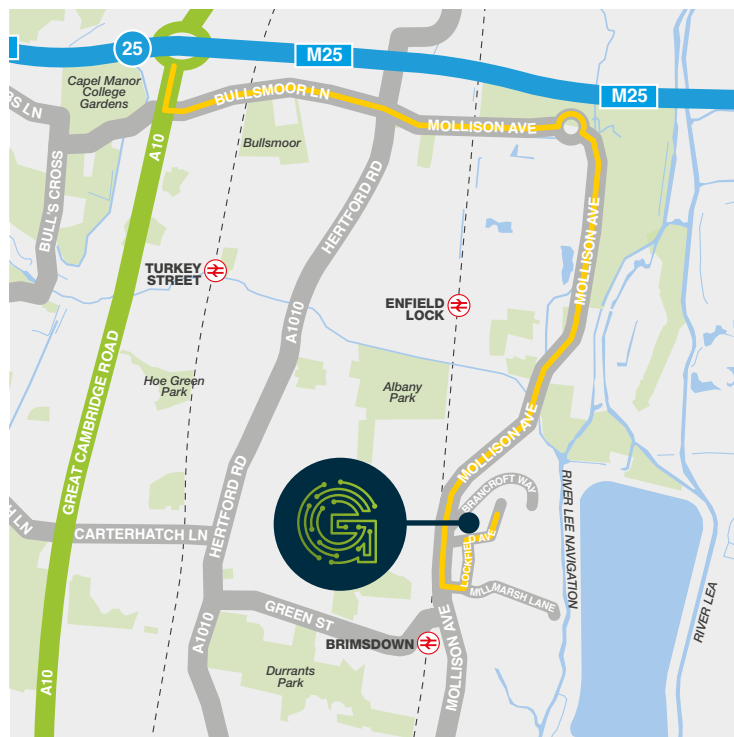 25
M25
M25
Capel Manor
College
Gardens
BULLSMOOR LN
A10
Bullsmoor
MOLLISON AVE
BULL'S CROSS
HERTFORD RD
MOLLISON AVE
TURKEY
STREET
ENFIELD
LOCK
A1010
GREAT CAMBRIDGE ROAD
Hoe Green
Park
Albany
Park
MOLLISON AVE
BRANCROFT WAY
HERTFORD RD
CARTERHATCH LN
LOCKFIELD AVE
RIVER LEE NAVIGATION
MILLMARSH LANE
RIVER LEA
GREEN ST
A1010
BRIMSDOWN
MOLLISON AVE
Durrants
Park
A10